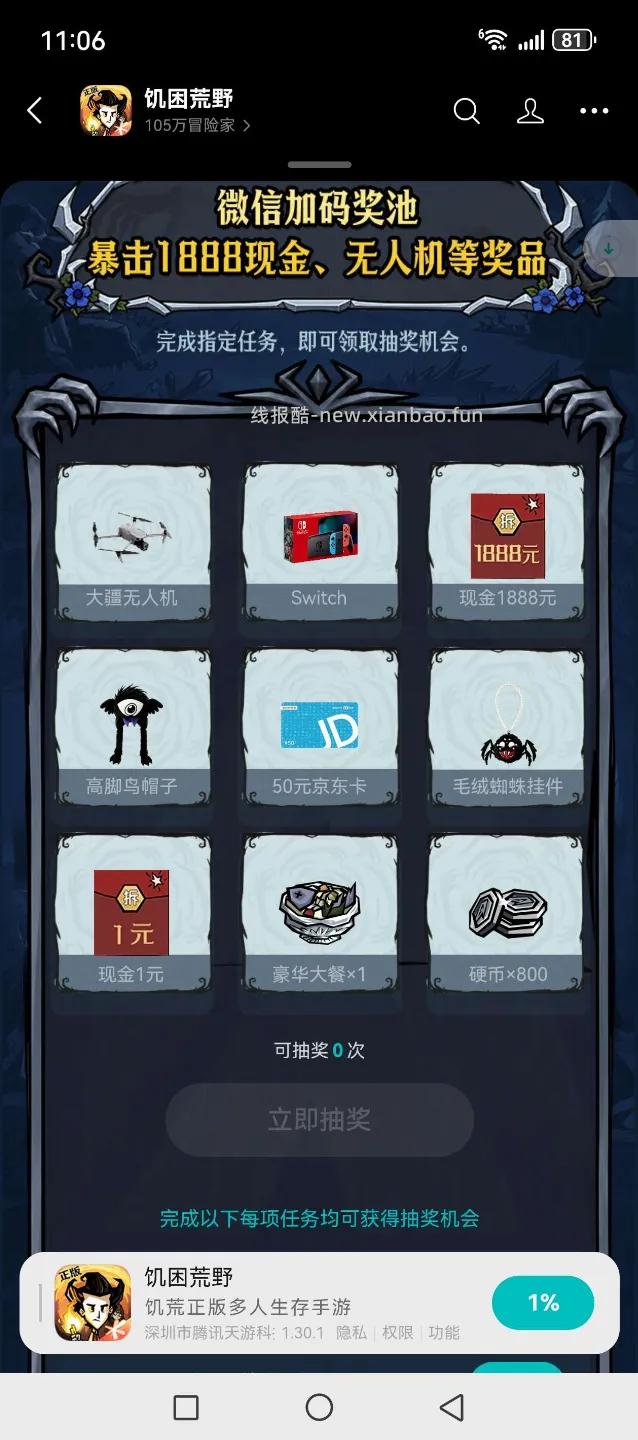 11:06
6
81
正版
饥困荒野
105万冒险家
微信加码奖池
暴击1888现金、无人机等奖品
完成指定任务，即可领取抽奖机会。
线报酷-new.xianbao.fun
拆
1888元
大疆无人机
Switch
现金1888元
JD
高脚鸟帽子
50元京东卡
毛绒蜘蛛挂件
拆
1元
现金1元
豪华大餐×1
硬币×800
可抽奖0次
立即抽奖
完成以下每项任务均可获得抽奖机会
正版
饥困荒野
饥荒正版多人生存手游
深圳市腾讯天游科: 1.30.1 隐私 | 权限 | 功能
1%